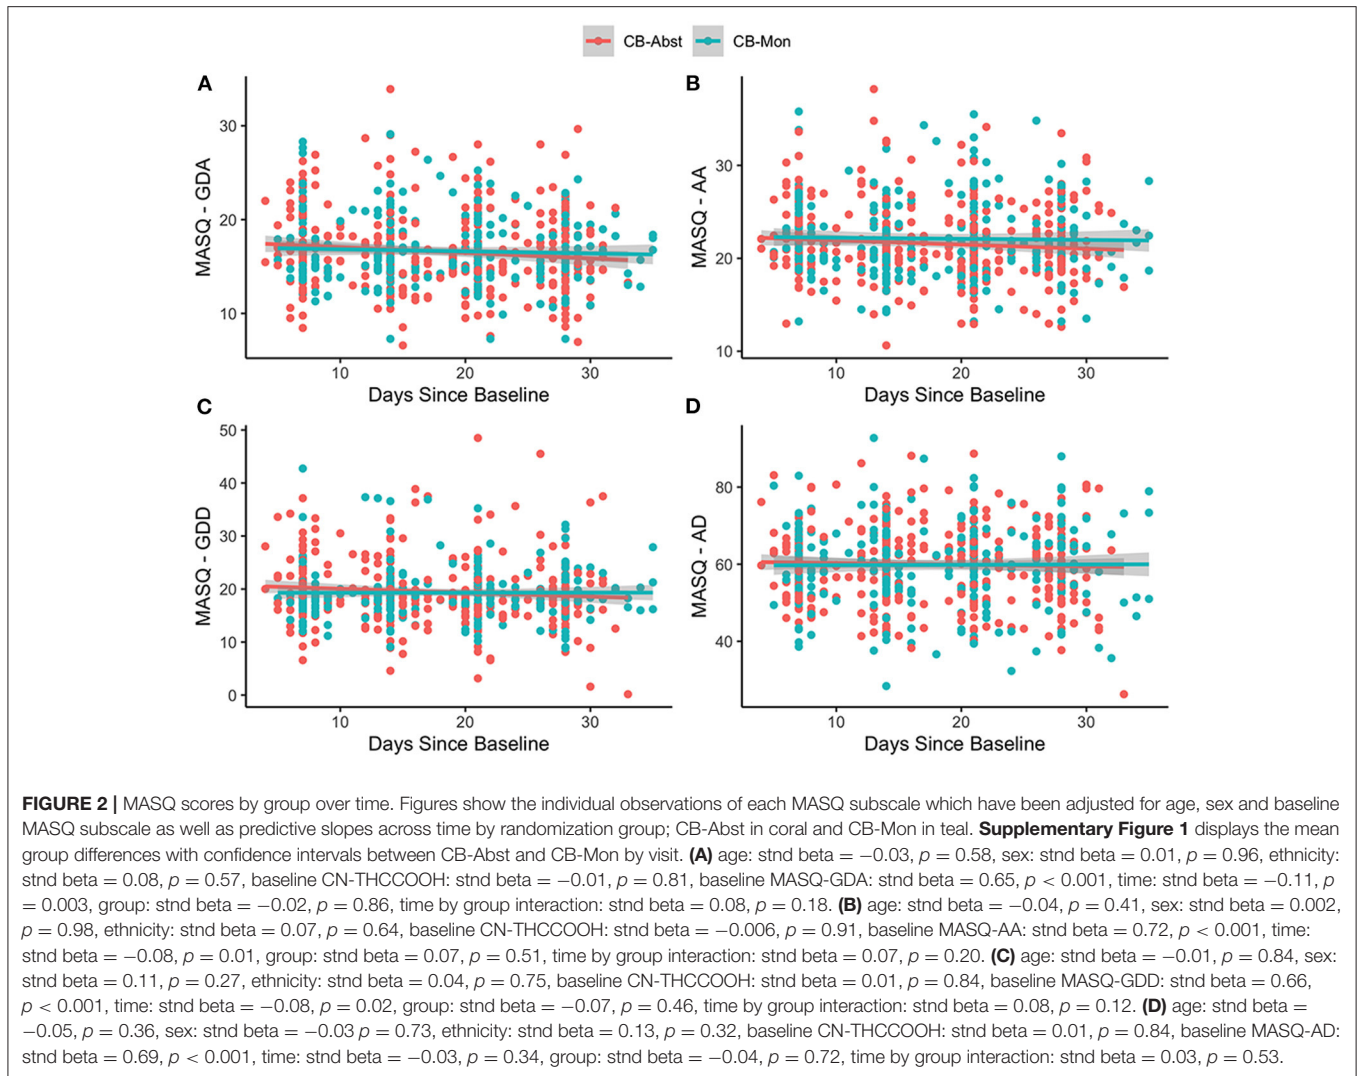 CB-Abst CB-Mon
A
30
20
10
MASQ - GDA
10 20 30
Days Since Baseline
B
30
20
10
MASQ - AA
10 20 30
Days Since Baseline
C
50
40
30
20
10
0
MASQ - GDD
10 20 30
Days Since Baseline
D
80
60
40
MASQ - AD
10 20 30
Days Since Baseline
FIGURE 2 | MASQ scores by group over time. Figures show the individual observations of each MASQ subscale which have been adjusted for age, sex and baseline
MASQ subscale as well as predictive slopes across time by randomization group; CB-Abst in coral and CB-Mon in teal. Supplementary Figure 1 displays the mean
group differences with confidence intervals between CB-Abst and CB-Mon by visit. (A) age: stnd beta = −0.03, p = 0.58, sex: stnd beta = 0.01, p = 0.96, ethnicity:
stnd beta = 0.08, p = 0.57, baseline CN-THCCOOH: stnd beta = −0.01, p = 0.81, baseline MASQ-GDA: stnd beta = 0.65, p < 0.001, time: stnd beta = −0.11, p
= 0.003, group: stnd beta = −0.02, p = 0.86, time by group interaction: stnd beta = 0.08, p = 0.18. (B) age: stnd beta = −0.04, p = 0.41, sex: stnd beta = 0.002,
p = 0.98, ethnicity: stnd beta = 0.07, p = 0.64, baseline CN-THCCOOH: stnd beta = −0.006, p = 0.91, baseline MASQ-AA: stnd beta = 0.72, p < 0.001, time:
stnd beta = −0.08, p = 0.01, group: stnd beta = 0.07, p = 0.51, time by group interaction: stnd beta = 0.07, p = 0.20. (C) age: stnd beta = −0.01, p = 0.84, sex:
stnd beta = 0.11, p = 0.27, ethnicity: stnd beta = 0.04, p = 0.75, baseline CN-THCCOOH: stnd beta = 0.01, p = 0.84, baseline MASQ-GDD: stnd beta = 0.66,
p < 0.001, time: stnd beta = −0.08, p = 0.02, group: stnd beta = −0.07, p = 0.46, time by group interaction: stnd beta = 0.08, p = 0.12. (D) age: stnd beta =
−0.05, p = 0.36, sex: stnd beta = −0.03 p = 0.73, ethnicity: stnd beta = 0.13, p = 0.32, baseline CN-THCCOOH: stnd beta = 0.01, p = 0.84, baseline MASQ-AD:
stnd beta = 0.69, p < 0.001, time: stnd beta = −0.03, p = 0.34, group: stnd beta = −0.04, p = 0.72, time by group interaction: stnd beta = 0.03, p = 0.53.